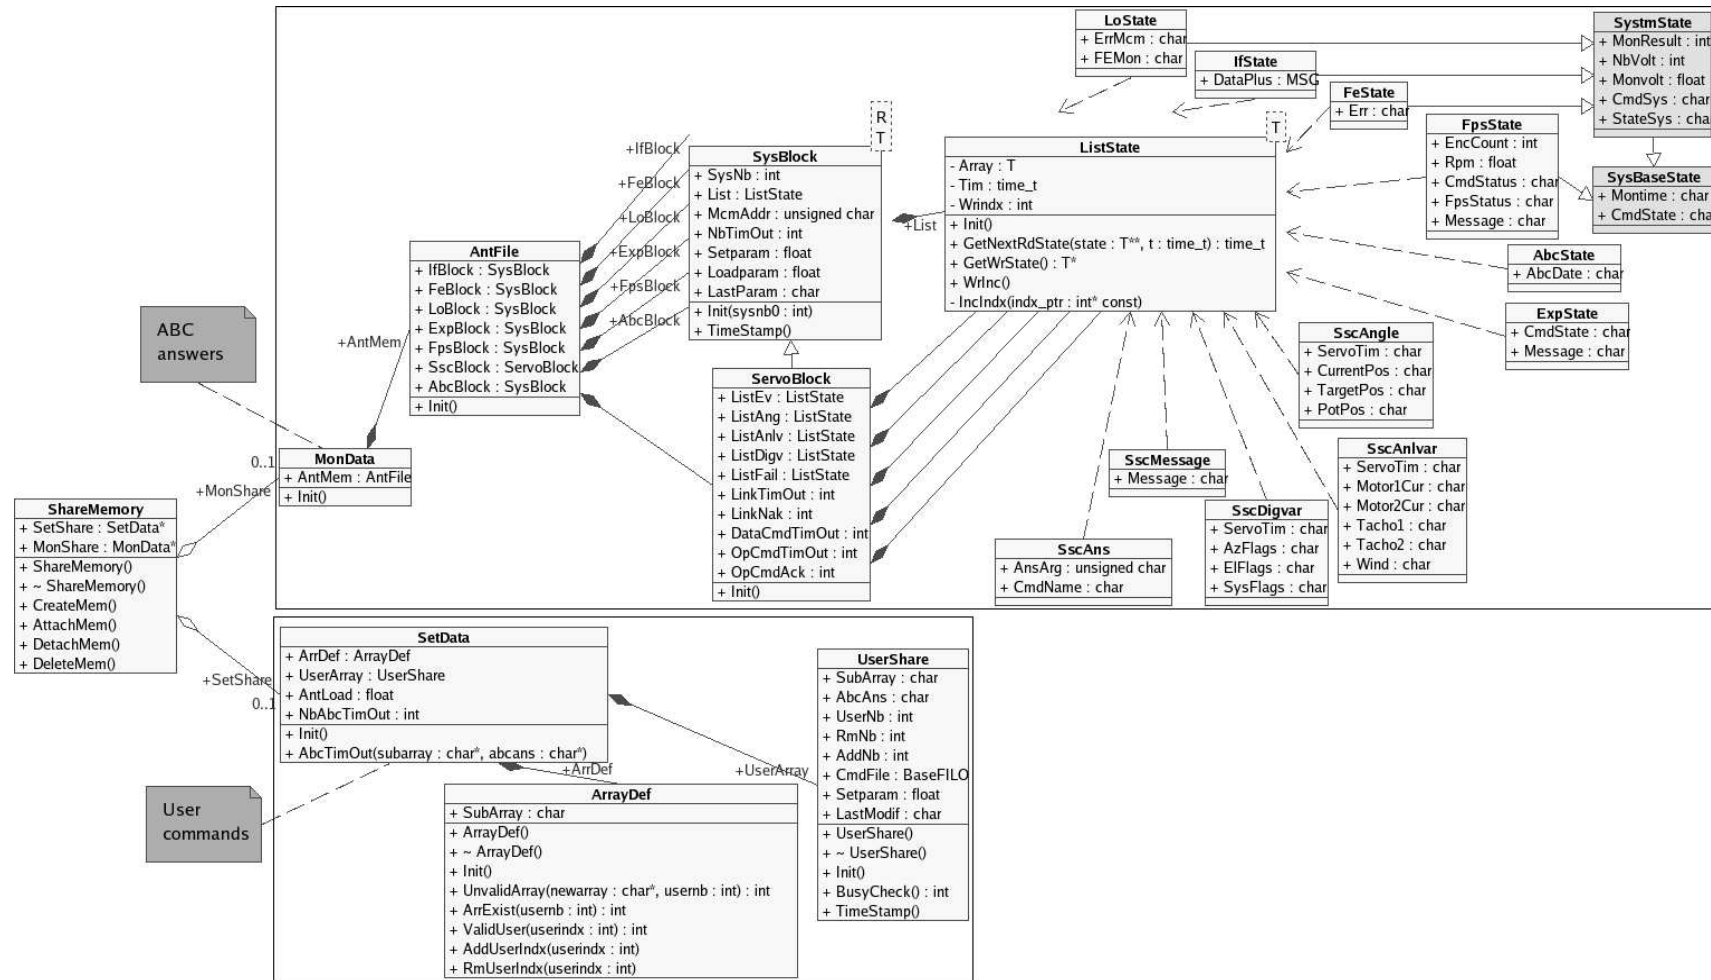 LoState
+ ErrMcm : char
+ FEMon : char
IfState
+ DataPlus : MSG
FeState
+ Err : char
SystmState
+ MonResult : int
+ NbVolt : int
+ Monvolt : float
+ CmdSys : char
+ StateSys : cha
FpsState
+ EncCount : int
+ Rpm : float
+ CmdStatus : char
+ FpsStatus : char
+ Message : char
SysBaseState
+ Montime : char
+ CmdState : cha
AbcState
+ AbcDate : char
ExpState
+ CmdState : char
+ Message : char
R
T
SysBlock
+ SysNb : int
+ List : ListState
+ McmAddr : unsigned char
+ NbTimOut : int
+ Setparam : float
+ Loadparam : float
+ LastParam : char
+ Init(sysnb0 : int)
+ TimeStamp()
T
ListState
- Array : T
- Tim : time_t
- Wrindx : int
+ Init()
+ GetNextRdState(state : T**, t : time_t) : time_t
+ GetWrState() : T*
+ WrInc()
- IncIndx(indx_ptr : int* const)
+List
+IfBlock
+FeBlock
+LoBlock
+ExpBlock
+FpsBlock
+AbcBlock
AntFile
+ IfBlock : SysBlock
+ FeBlock : SysBlock
+ LoBlock : SysBlock
+ ExpBlock : SysBlock
+ FpsBlock : SysBlock
+ SscBlock : ServoBlock
+ AbcBlock : SysBlock
+ Init()
+AntMem
ABC
answers
ServoBlock
+ ListEv : ListState
+ ListAng : ListState
+ ListAnlv : ListState
+ ListDigv : ListState
+ ListFail : ListState
+ LinkTimOut : int
+ LinkNak : int
+ DataCmdTimOut : int
+ OpCmdTimOut : int
+ OpCmdAck : int
+ Init()
SscAngle
+ ServoTim : char
+ CurrentPos : char
+ TargetPos : char
+ PotPos : char
SscAnlvar
+ ServoTim : char
+ Motor1Cur : char
+ Motor2Cur : char
+ Tacho1 : char
+ Tacho2 : char
+ Wind : char
SscMessage
+ Message : char
SscDigvar
+ ServoTim : char
+ AzFlags : char
+ ElFlags : char
+ SysFlags : char
SscAns
+ AnsArg : unsigned char
+ CmdName : char
0..1
MonData
+ AntMem : AntFile
+ Init()
+MonShare
ShareMemory
+ SetShare : SetData*
+ MonShare : MonData*
+ ShareMemory()
+ ~ ShareMemory()
+ CreateMem()
+ AttachMem()
+ DetachMem()
+ DeleteMem()
+SetShare
0..1
SetData
+ ArrDef : ArrayDef
+ UserArray : UserShare
+ AntLoad : float
+ NbAbcTimOut : int
+ Init()
+ AbcTimOut(subarray : char*, abcans : char*)
+ArrDef
+UserArray
User
commands
ArrayDef
+ SubArray : char
+ ArrayDef()
+ ~ ArrayDef()
+ Init()
+ UnvalidArray(newarray : char*, usernb : int) : int
+ ArrExist(usernb : int) : int
+ ValidUser(userindx : int) : int
+ AddUserIndx(userindx : int)
+ RmUserIndx(userindx : int)
UserShare
+ SubArray : char
+ AbcAns : char
+ UserNb : int
+ RmNb : int
+ AddNb : int
+ CmdFile : BaseFILO
+ Setparam : float
+ LastModif : char
+ UserShare()
+ ~ UserShare()
+ Init()
+ BusyCheck() : int
+ TimeStamp()